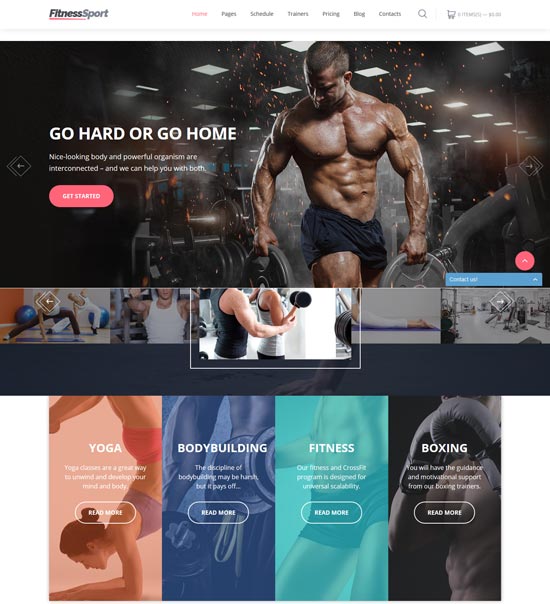 FitnessSport
Home Pages Schedule Trainers Pricing Blog Contacts 0 ITEMS(S) — $0.00
GO HARD OR GO HOME
Nice-looking body and powerful organism are
interconnected – and we can help you with both.
GET STARTED
Contact us!
YOGA
Yoga classes are a great way
to unwind and develop your
mind and body.
READ MORE
BODYBUILDING
The discipline of
bodybuilding may be harsh,
but it pays off...
READ MORE
FITNESS
Our fitness and CrossFit
program is designed for
universal scalability.
READ MORE
BOXING
You will have the guidance
and motivational support
from our boxing trainers.
READ MORE